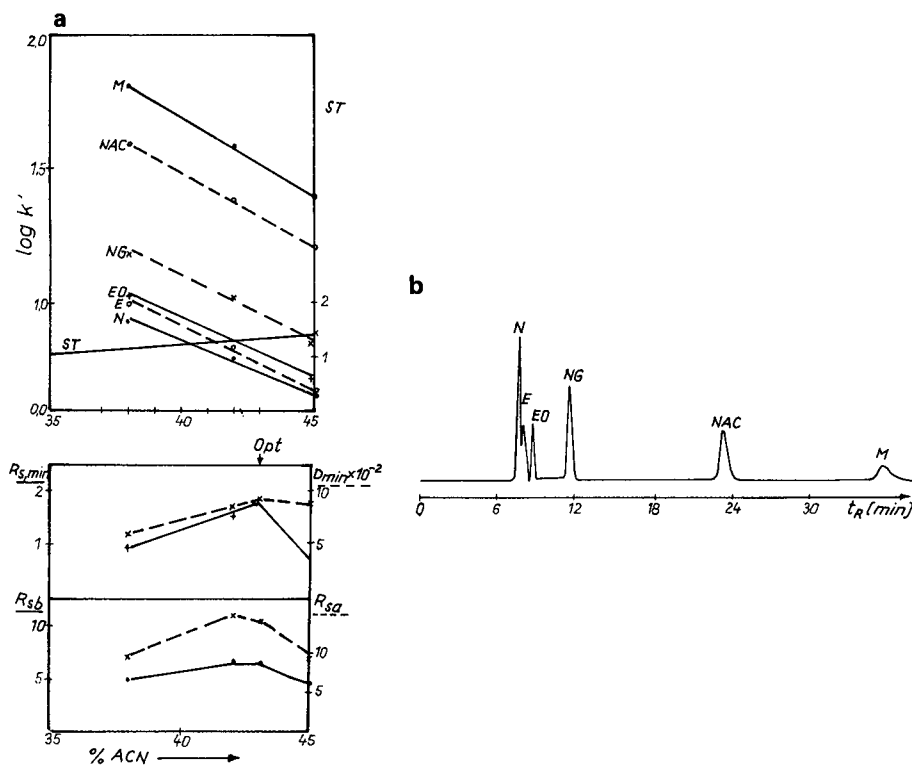 a
2,0
M
ST
NAC
1,5
log k'
NG
EO
E
N
1,0
2
ST
1
0,0
35
40
45
Opt
Rs,min
Dmin×10⁻²
2
10
1
5
Rsb
Rsa
10
10
5
5
35
40
45
% ACN
b
N
E
EO
NG
NAC
M
0
6
12
18
24
30
tR (min)